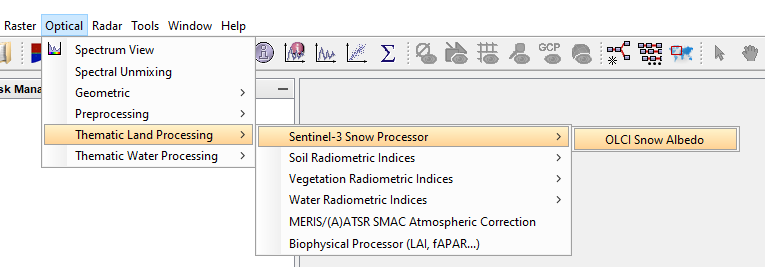 Raster Optical Radar Tools Window Help
GCP
Spectrum View
Spectral Unmixing
sk Mana
Geometric
Preprocessing
Thematic Land Processing
Thematic Water Processing
Sentinel-3 Snow Processor
OLCI Snow Albedo
Soil Radiometric Indices
Vegetation Radiometric Indices
Water Radiometric Indices
MERIS/(A)ATSR SMAC Atmospheric Correction
Biophysical Processor (LAI, fAPAR...)